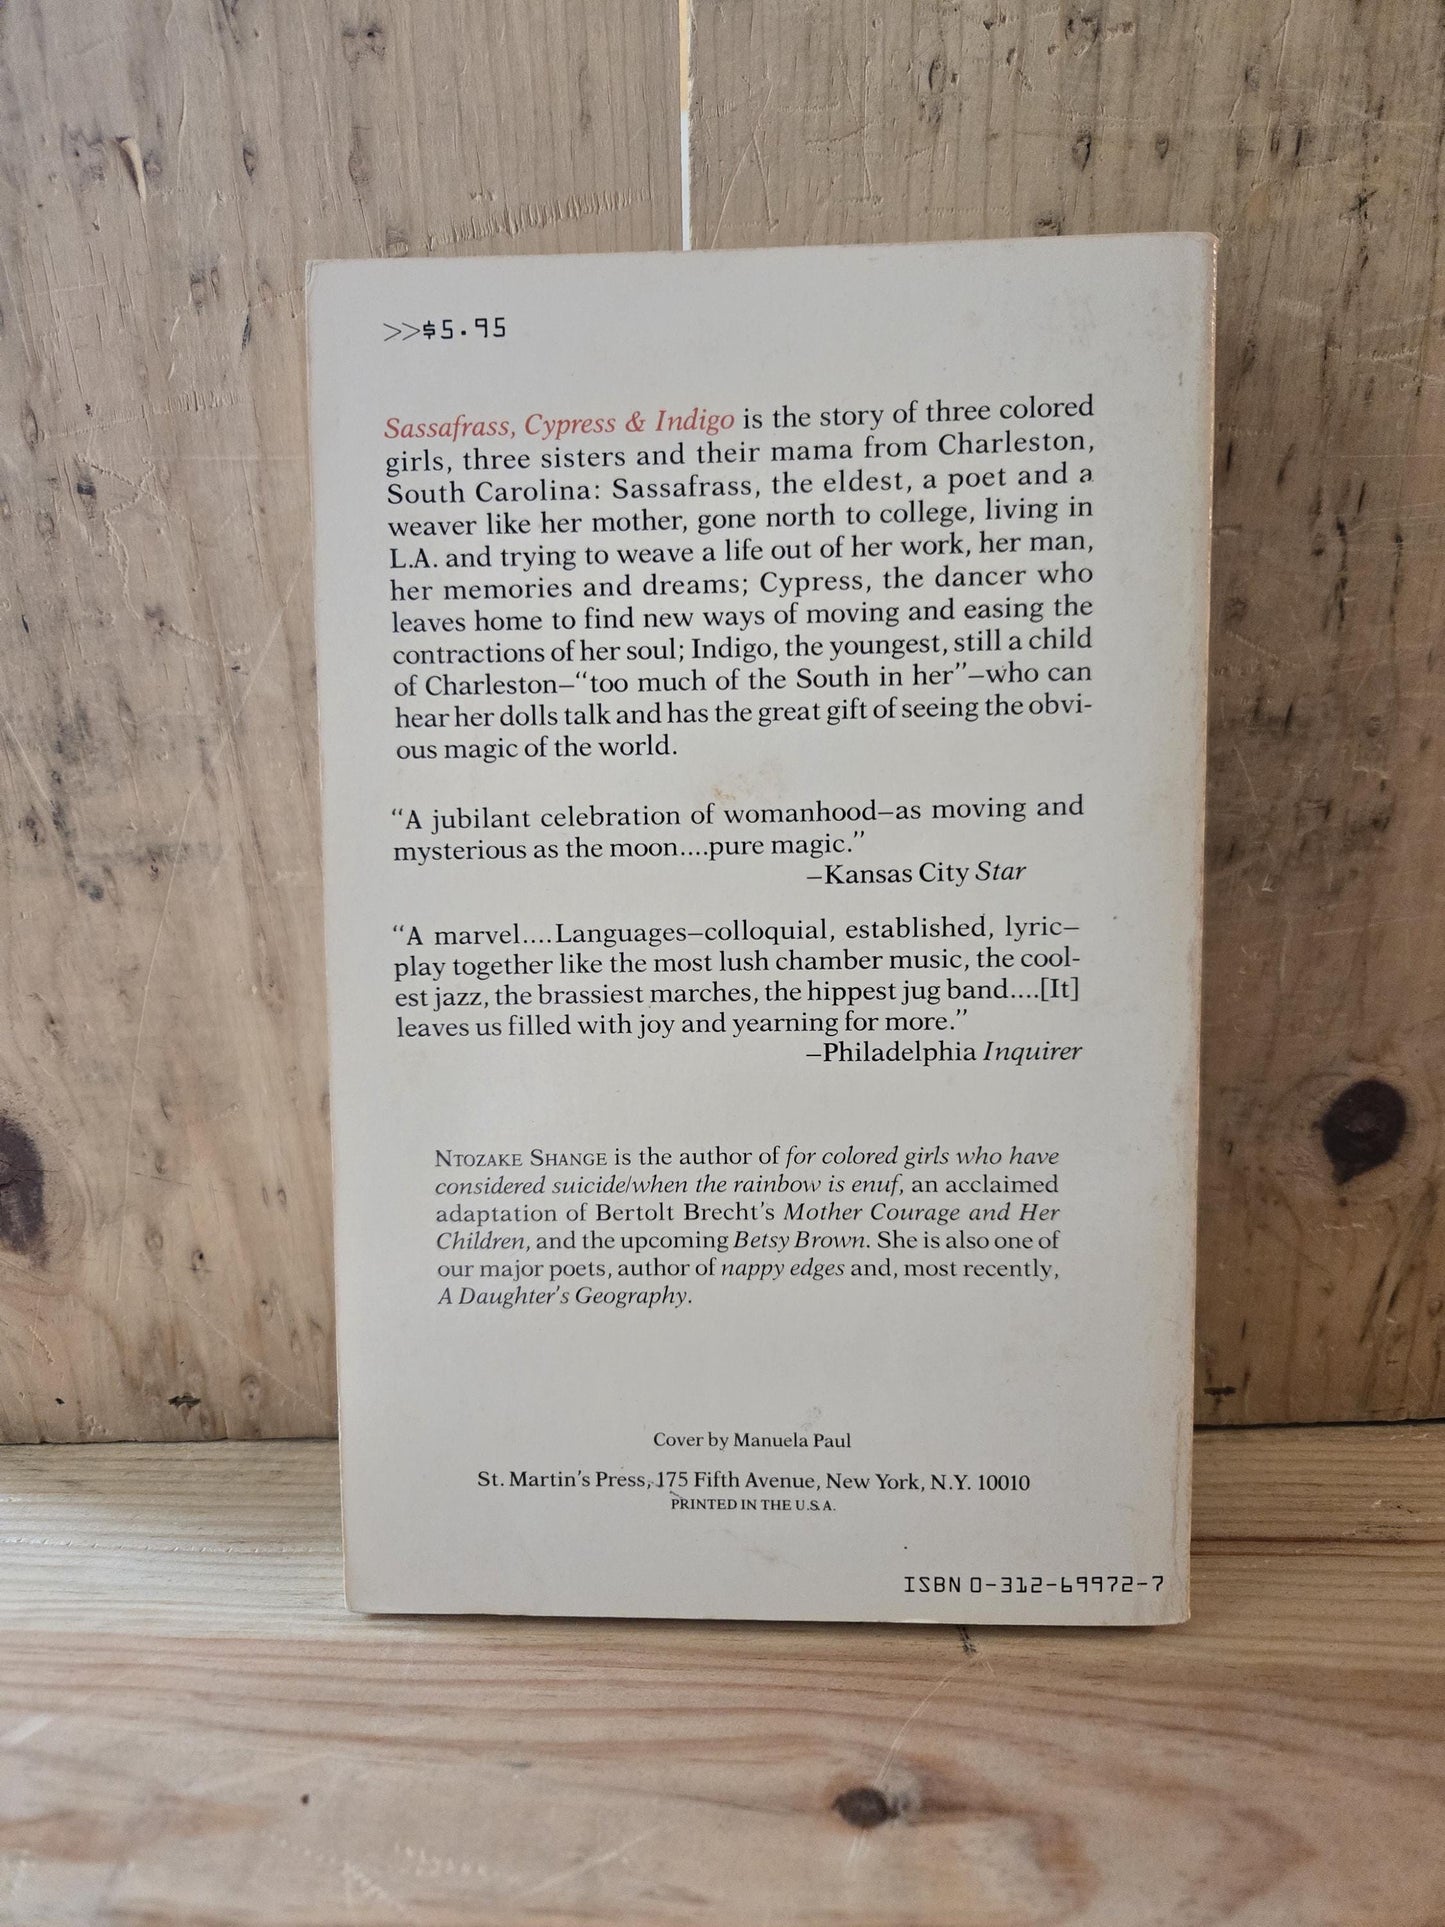 >>$5.95
Sassafrass, Cypress & Indigo is the story of three colored
girls, three sisters and their mama from Charleston,
South Carolina: Sassafrass, the eldest, a poet and a
weaver like her mother, gone north to college, living in
L.A. and trying to weave a life out of her work, her man,
her memories and dreams; Cypress, the dancer who
leaves home to find new ways of moving and easing the
contractions of her soul; Indigo, the youngest, still a child
of Charleston–“too much of the South in her”–who can
hear her dolls talk and has the great gift of seeing the obvi-
ous magic of the world.
“A jubilant celebration of womanhood–as moving and
mysterious as the moon....pure magic.”
–Kansas City Star
“A marvel....Languages–colloquial, established, lyric–
play together like the most lush chamber music, the cool-
est jazz, the brassiest marches, the hippest jug band....[It]
leaves us filled with joy and yearning for more.”
–Philadelphia Inquirer
NTOZAKE SHANGE is the author of for colored girls who have
considered suicide/when the rainbow is enuf, an acclaimed
adaptation of Bertolt Brecht’s Mother Courage and Her
Children, and the upcoming Betsy Brown. She is also one of
our major poets, author of nappy edges and, most recently,
A Daughter’s Geography.
Cover by Manuela Paul
St. Martin’s Press, 175 Fifth Avenue, New York, N.Y. 10010
PRINTED IN THE U.S.A.
ISBN 0-312-69972-7